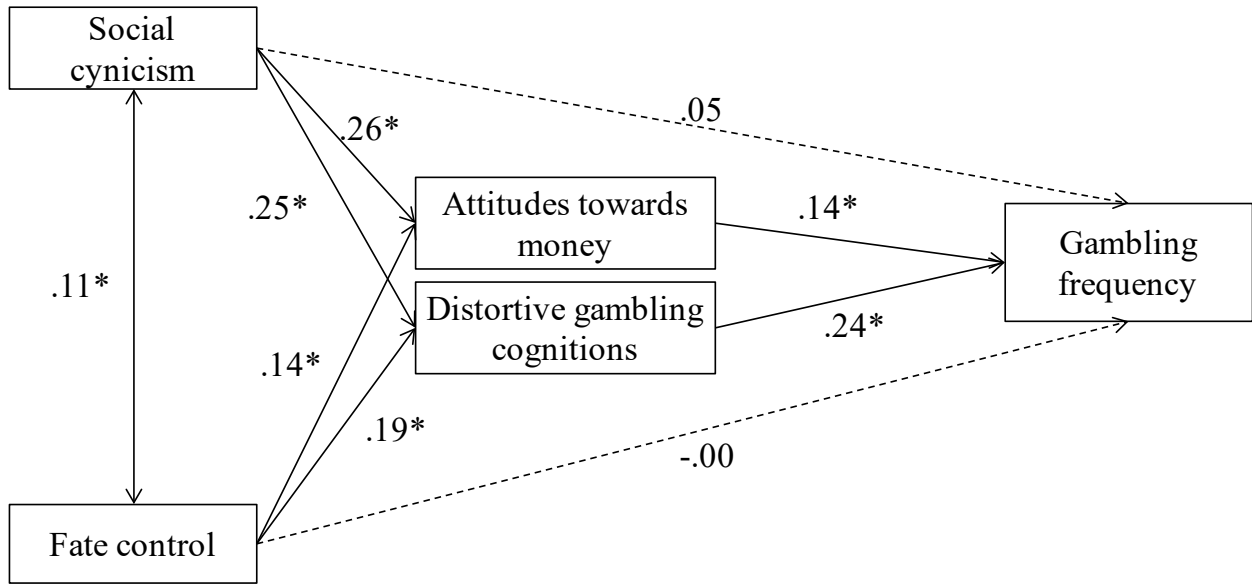 Social
cynicism
.05
.26*
.25*
Attitudes towards
money
.14*
Gambling
frequency
.11*
Distortive gambling
cognitions
.24*
.14*
.19*
-.00
Fate control